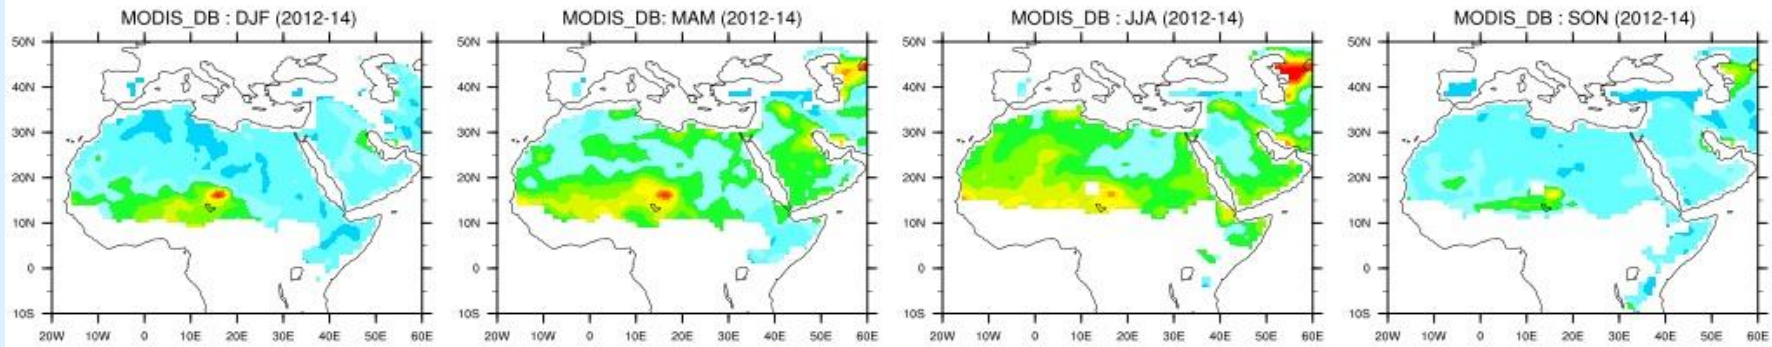 MODIS_DB : DJF (2012-14)
50N
40N
30N
20N
10N
0
10S
20W 10W 0 10E 20E 30E 40E 50E 60E
MODIS_DB: MAM (2012-14)
50N
40N
30N
20N
10N
0
10S
20W 10W 0 10E 20E 30E 40E 50E 60E
MODIS_DB : JJA (2012-14)
50N
40N
30N
20N
10N
0
10S
20W 10W 0 10E 20E 30E 40E 50E 60E
MODIS_DB : SON (2012-14)
50N
40N
30N
20N
10N
0
10S
20W 10W 0 10E 20E 30E 40E 50E 60E